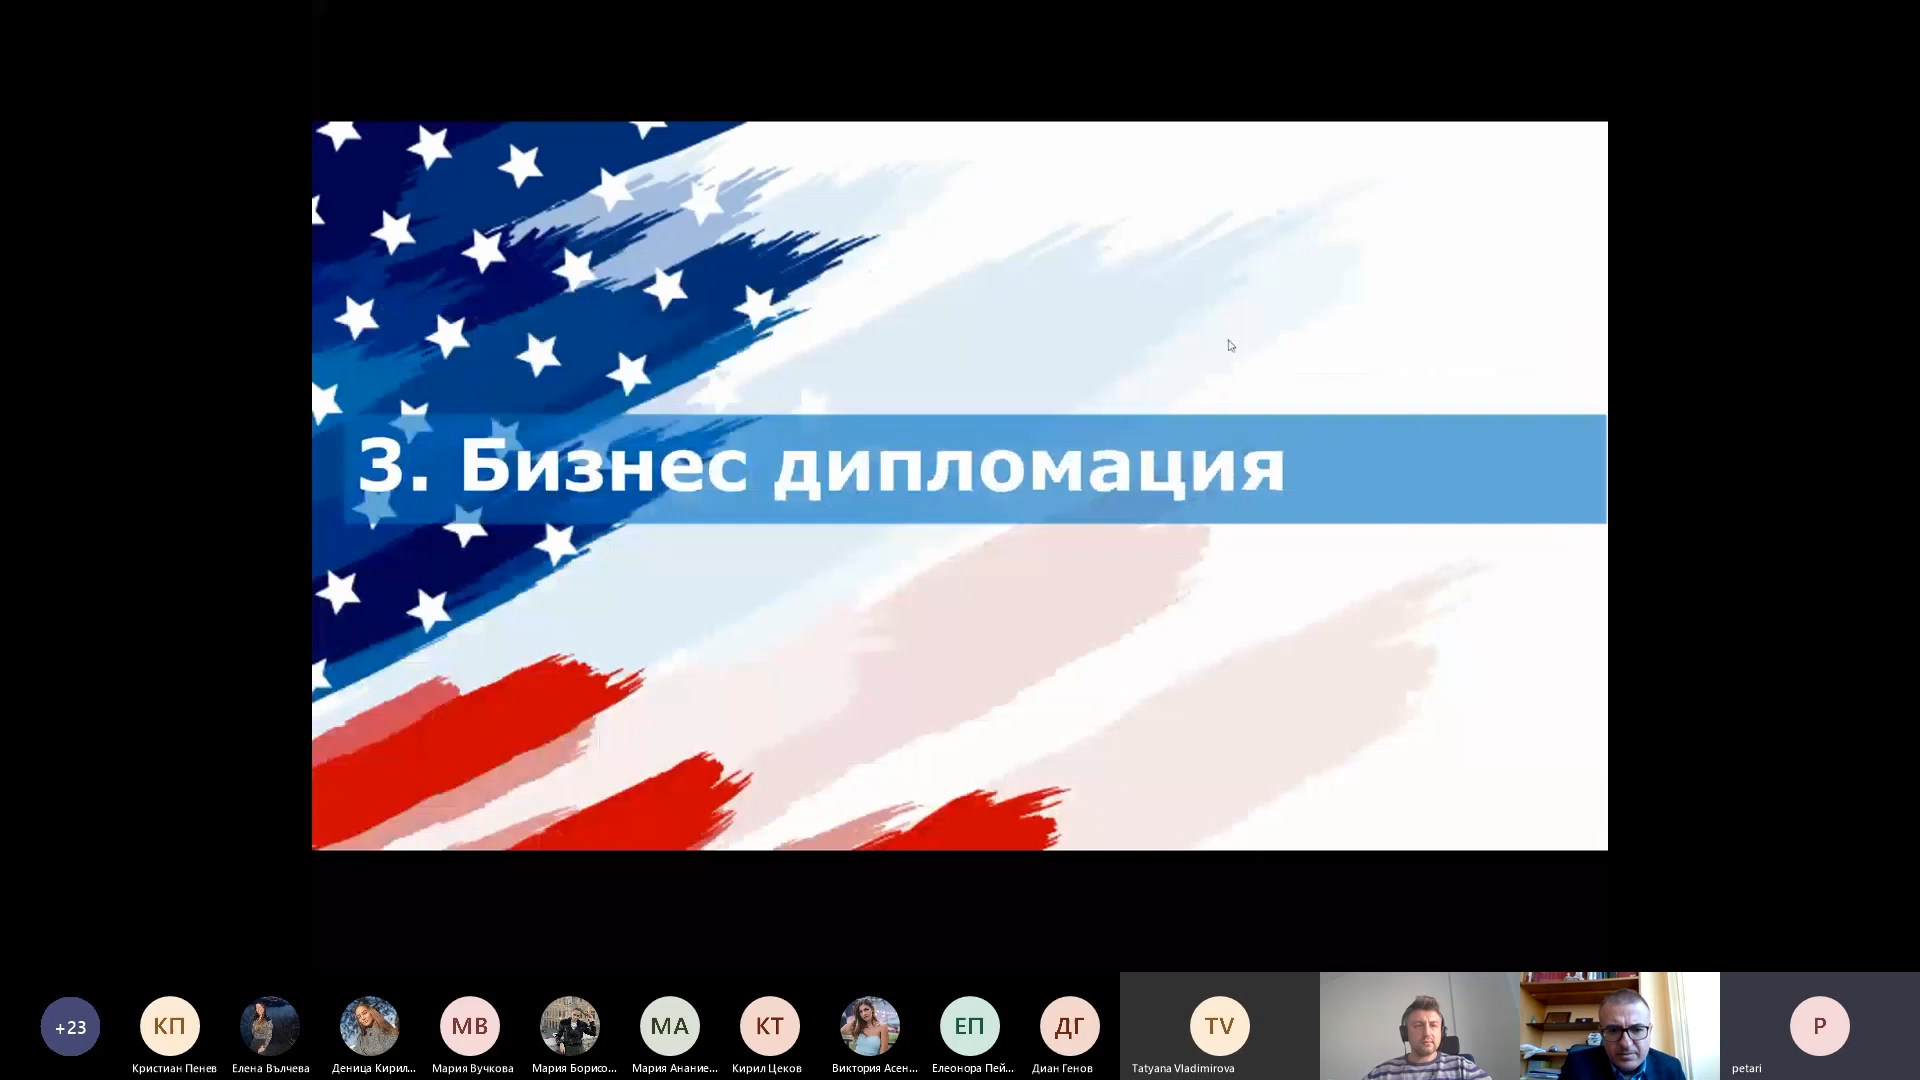 3. Бизнес дипломация
+23
КП
МВ
МА
КТ
ЕП
ДГ
TV
P
Кристиан Пенев
Елена Вълчева
Деница Кирил...
Мария Вучкова
Мария Борисо...
Мария Анание...
Кирил Цеков
Виктория Асен...
Елеонора Пей...
Диан Генов
Tatyana Vladimirova
petari